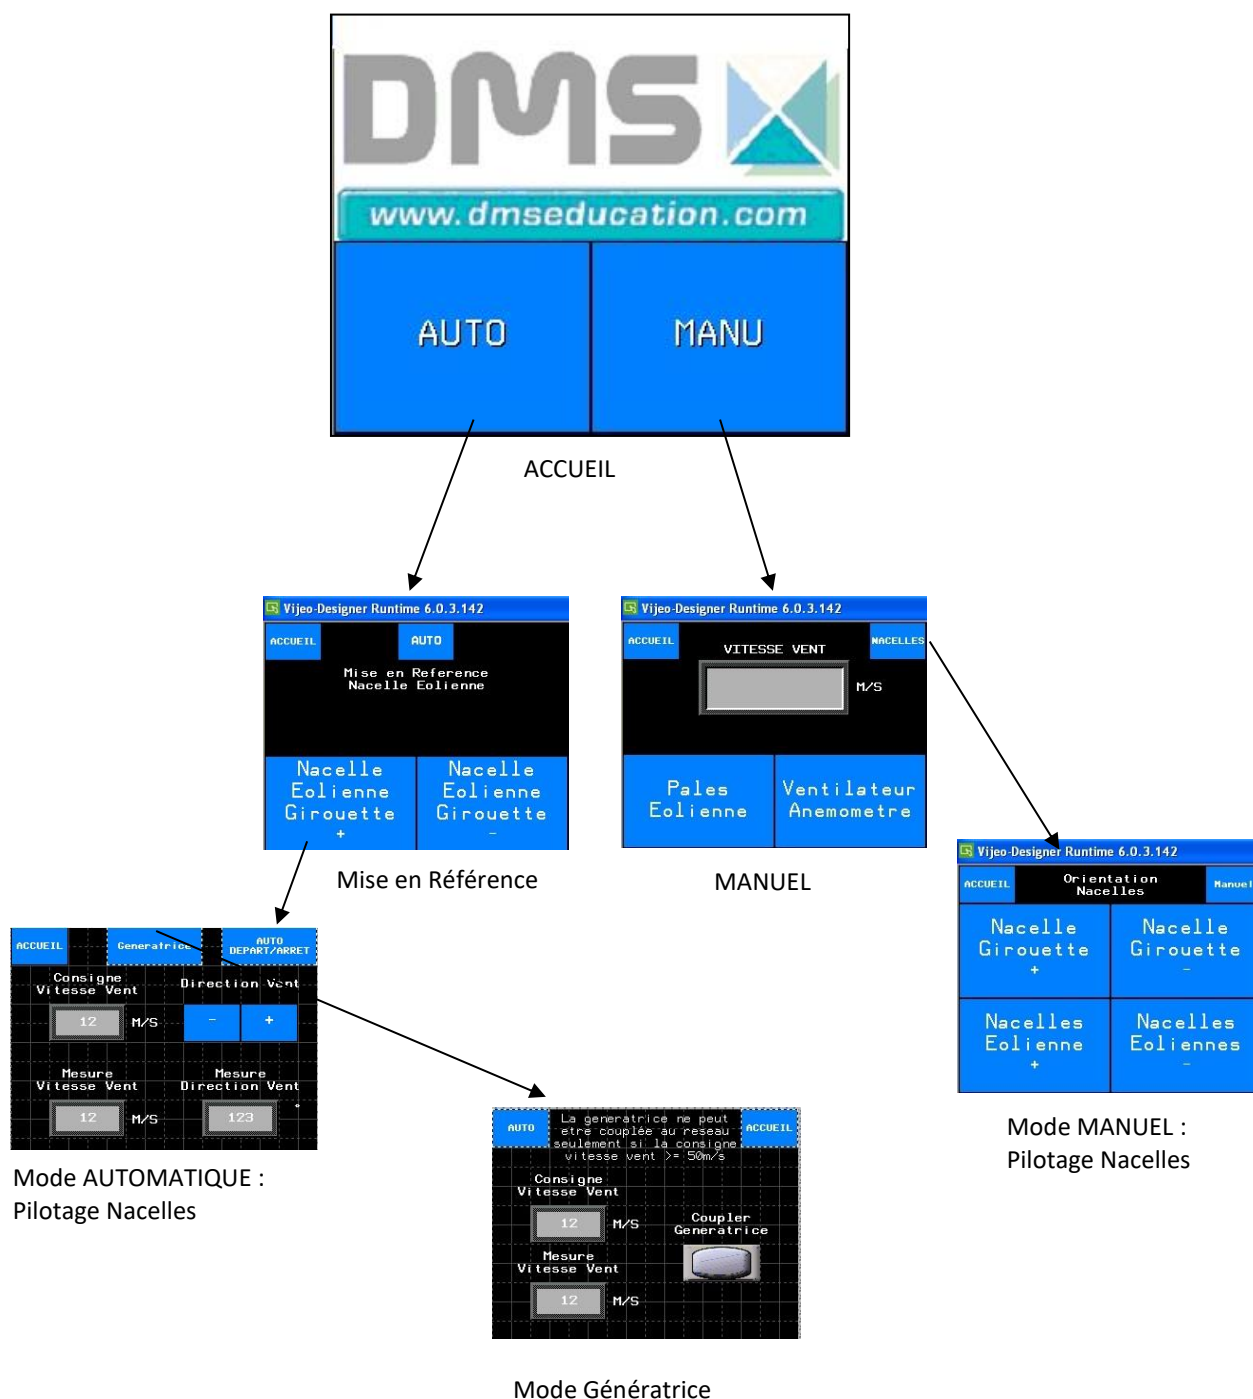 DMS
www.dmseducation.com
AUTO
MANU
ACCUEIL
Vijeo-Designer Runtime 6.0.3.142
ACCUEIL
AUTO
Mise en Reference
Nacelle Eolienne
Nacelle
Eolienne
Girouette
+
Nacelle
Eolienne
Girouette
-
Mise en Référence
Vijeo-Designer Runtime 6.0.3.142
ACCUEIL
NACELLES
VITESSE VENT
M/S
Pales
Eolienne
Ventilateur
Anemometre
MANUEL
Vijeo-Designer Runtime 6.0.3.142
ACCUEIL
Orientation
Nacelles
Manuel
Nacelle
Girouette
+
Nacelle
Girouette
-
Nacelles
Eolienne
+
Nacelles
Eoliennes
-
Mode MANUEL :
Pilotage Nacelles
ACCUEIL
Generatrice
AUTO
DEPART/ARRET
Consigne
Vitesse Vent
12 M/S
Direction Vent
- +
Mesure
Vitesse Vent
12 M/S
Mesure
Direction Vent
123 °
Mode AUTOMATIQUE :
Pilotage Nacelles
AUTO
La generatrice ne peut
etre couplée au reseau
seulement si la consigne
vitesse vent >= 50m/s
ACCUEIL
Consigne
Vitesse Vent
12 M/S
Coupler
Generatrice
Mesure
Vitesse Vent
12 M/S
Mode Génératrice